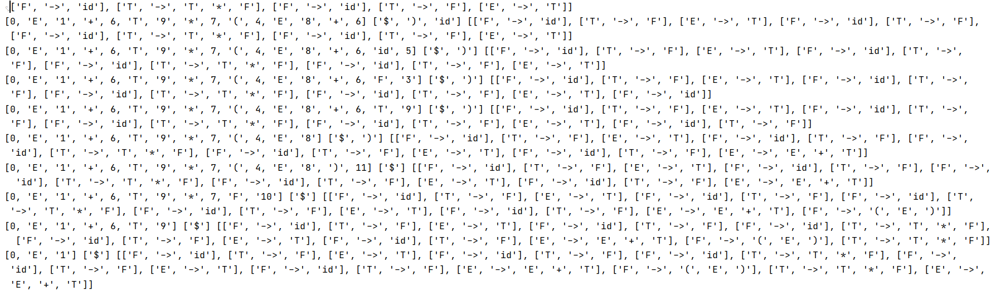 ['F', '->', 'id'], ['T', '->', 'T', '*', 'F'], ['F', '->', 'id'], ['T', '->', 'F'], ['E', '->', 'T']]
[0, 'E', '1', '+', 6, 'T', '9', '*', 7, '(', 4, 'E', '8', '+', 6] ['$', ')', 'id'] [['F', '->', 'id'], ['T', '->', 'F'], ['E', '->', 'T'], ['F', '->', 'id'], ['T', '->', 'F'],
['F', '->', 'id'], ['T', '->', 'T', '*', 'F'], ['F', '->', 'id'], ['T', '->', 'F'], ['E', '->', 'T']]
[0, 'E', '1', '+', 6, 'T', '9', '*', 7, '(', 4, 'E', '8', '+', 6, 'id', 5] ['$', ')'] [['F', '->', 'id'], ['T', '->', 'F'], ['E', '->', 'T'], ['F', '->', 'id'], ['T', '->',
'F'], ['F', '->', 'id'], ['T', '->', 'T', '*', 'F'], ['F', '->', 'id'], ['T', '->', 'F'], ['E', '->', 'T']]
[0, 'E', '1', '+', 6, 'T', '9', '*', 7, '(', 4, 'E', '8', '+', 6, 'F', '3'] ['$', ')'] [['F', '->', 'id'], ['T', '->', 'F'], ['E', '->', 'T'], ['F', '->', 'id'], ['T', '->',
'F'], ['F', '->', 'id'], ['T', '->', 'T', '*', 'F'], ['F', '->', 'id'], ['T', '->', 'F'], ['E', '->', 'T'], ['F', '->', 'id']]
[0, 'E', '1', '+', 6, 'T', '9', '*', 7, '(', 4, 'E', '8', '+', 6, 'T', '9'] ['$', ')'] [['F', '->', 'id'], ['T', '->', 'F'], ['E', '->', 'T'], ['F', '->', 'id'], ['T', '->',
'F'], ['F', '->', 'id'], ['T', '->', 'T', '*', 'F'], ['F', '->', 'id'], ['T', '->', 'F'], ['E', '->', 'T'], ['F', '->', 'id'], ['T', '->', 'F']]
[0, 'E', '1', '+', 6, 'T', '9', '*', 7, '(', 4, 'E', '8'] ['$', ')'] [['F', '->', 'id'], ['T', '->', 'F'], ['E', '->', 'T'], ['F', '->', 'id'], ['T', '->', 'F'], ['F', '->',
'id'], ['T', '->', 'T', '*', 'F'], ['F', '->', 'id'], ['T', '->', 'F'], ['E', '->', 'T'], ['F', '->', 'id'], ['T', '->', 'F'], ['E', '->', 'E', '+', 'T']]
[0, 'E', '1', '+', 6, 'T', '9', '*', 7, '(', 4, 'E', '8', ')', 11] ['$'] [['F', '->', 'id'], ['T', '->', 'F'], ['E', '->', 'T'], ['F', '->', 'id'], ['T', '->', 'F'], ['F', '->',
'id'], ['T', '->', 'T', '*', 'F'], ['F', '->', 'id'], ['T', '->', 'F'], ['E', '->', 'T'], ['F', '->', 'id'], ['T', '->', 'F'], ['E', '->', 'E', '+', 'T']]
[0, 'E', '1', '+', 6, 'T', '9', '*', 7, 'F', '10'] ['$'] [['F', '->', 'id'], ['T', '->', 'F'], ['E', '->', 'T'], ['F', '->', 'id'], ['T', '->', 'F'], ['F', '->', 'id'], ['T',
'->', 'T', '*', 'F'], ['F', '->', 'id'], ['T', '->', 'F'], ['E', '->', 'T'], ['F', '->', 'id'], ['T', '->', 'F'], ['E', '->', 'E', '+', 'T'], ['F', '->', '(', 'E', ')']]
[0, 'E', '1', '+', 6, 'T', '9'] ['$'] [['F', '->', 'id'], ['T', '->', 'F'], ['E', '->', 'T'], ['F', '->', 'id'], ['T', '->', 'F'], ['F', '->', 'id'], ['T', '->', 'T', '*', 'F'],
['F', '->', 'id'], ['T', '->', 'F'], ['E', '->', 'T'], ['F', '->', 'id'], ['T', '->', 'F'], ['E', '->', 'E', '+', 'T'], ['F', '->', '(', 'E', ')'], ['T', '->', 'T', '*', 'F']]
[0, 'E', '1'] ['$'] [['F', '->', 'id'], ['T', '->', 'F'], ['E', '->', 'T'], ['F', '->', 'id'], ['T', '->', 'F'], ['F', '->', 'id'], ['T', '->', 'T', '*', 'F'], ['F', '->',
'id'], ['T', '->', 'F'], ['E', '->', 'T'], ['F', '->', 'id'], ['T', '->', 'F'], ['E', '->', 'E', '+', 'T'], ['F', '->', '(', 'E', ')'], ['T', '->', 'T', '*', 'F'], ['E', '->',
'E', '+', 'T']]